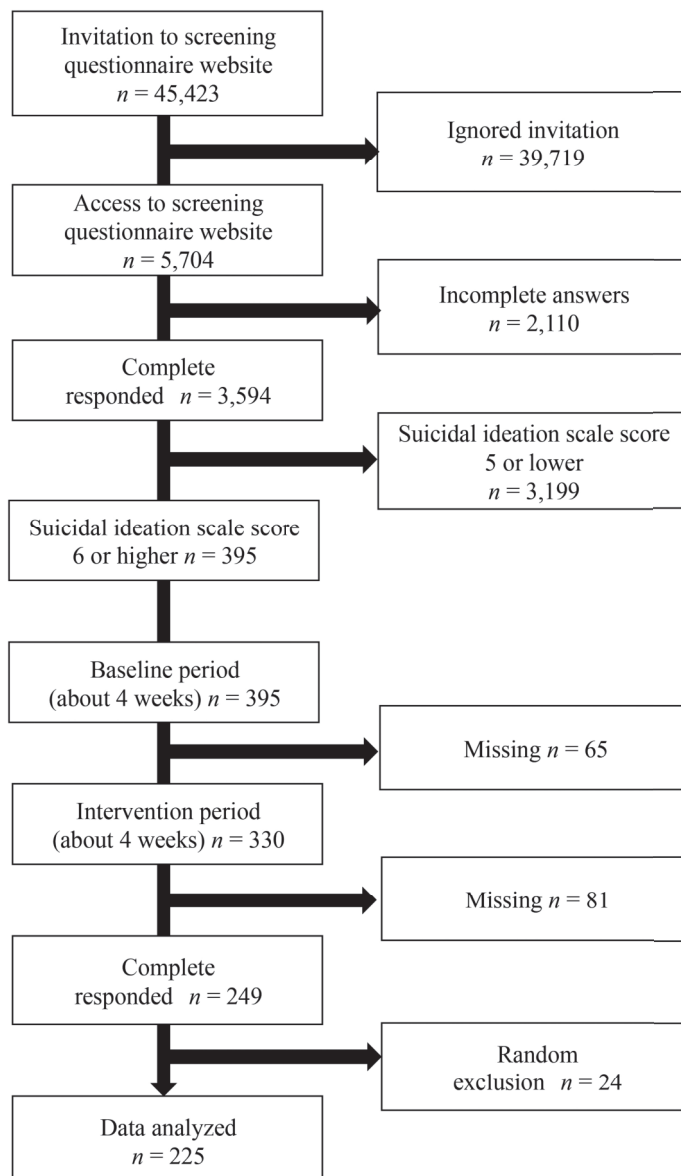 Invitation to screening
questionnaire website
n = 45,423
Ignored invitation
n = 39,719
Access to screening
questionnaire website
n = 5,704
Incomplete answers
n = 2,110
Complete
responded n = 3,594
Suicidal ideation scale score
5 or lower
n = 3,199
Suicidal ideation scale score
6 or higher n = 395
Baseline period
(about 4 weeks) n = 395
Missing n = 65
Intervention period
(about 4 weeks) n = 330
Missing n = 81
Complete
responded n = 249
Random
exclusion n = 24
Data analyzed
n = 225